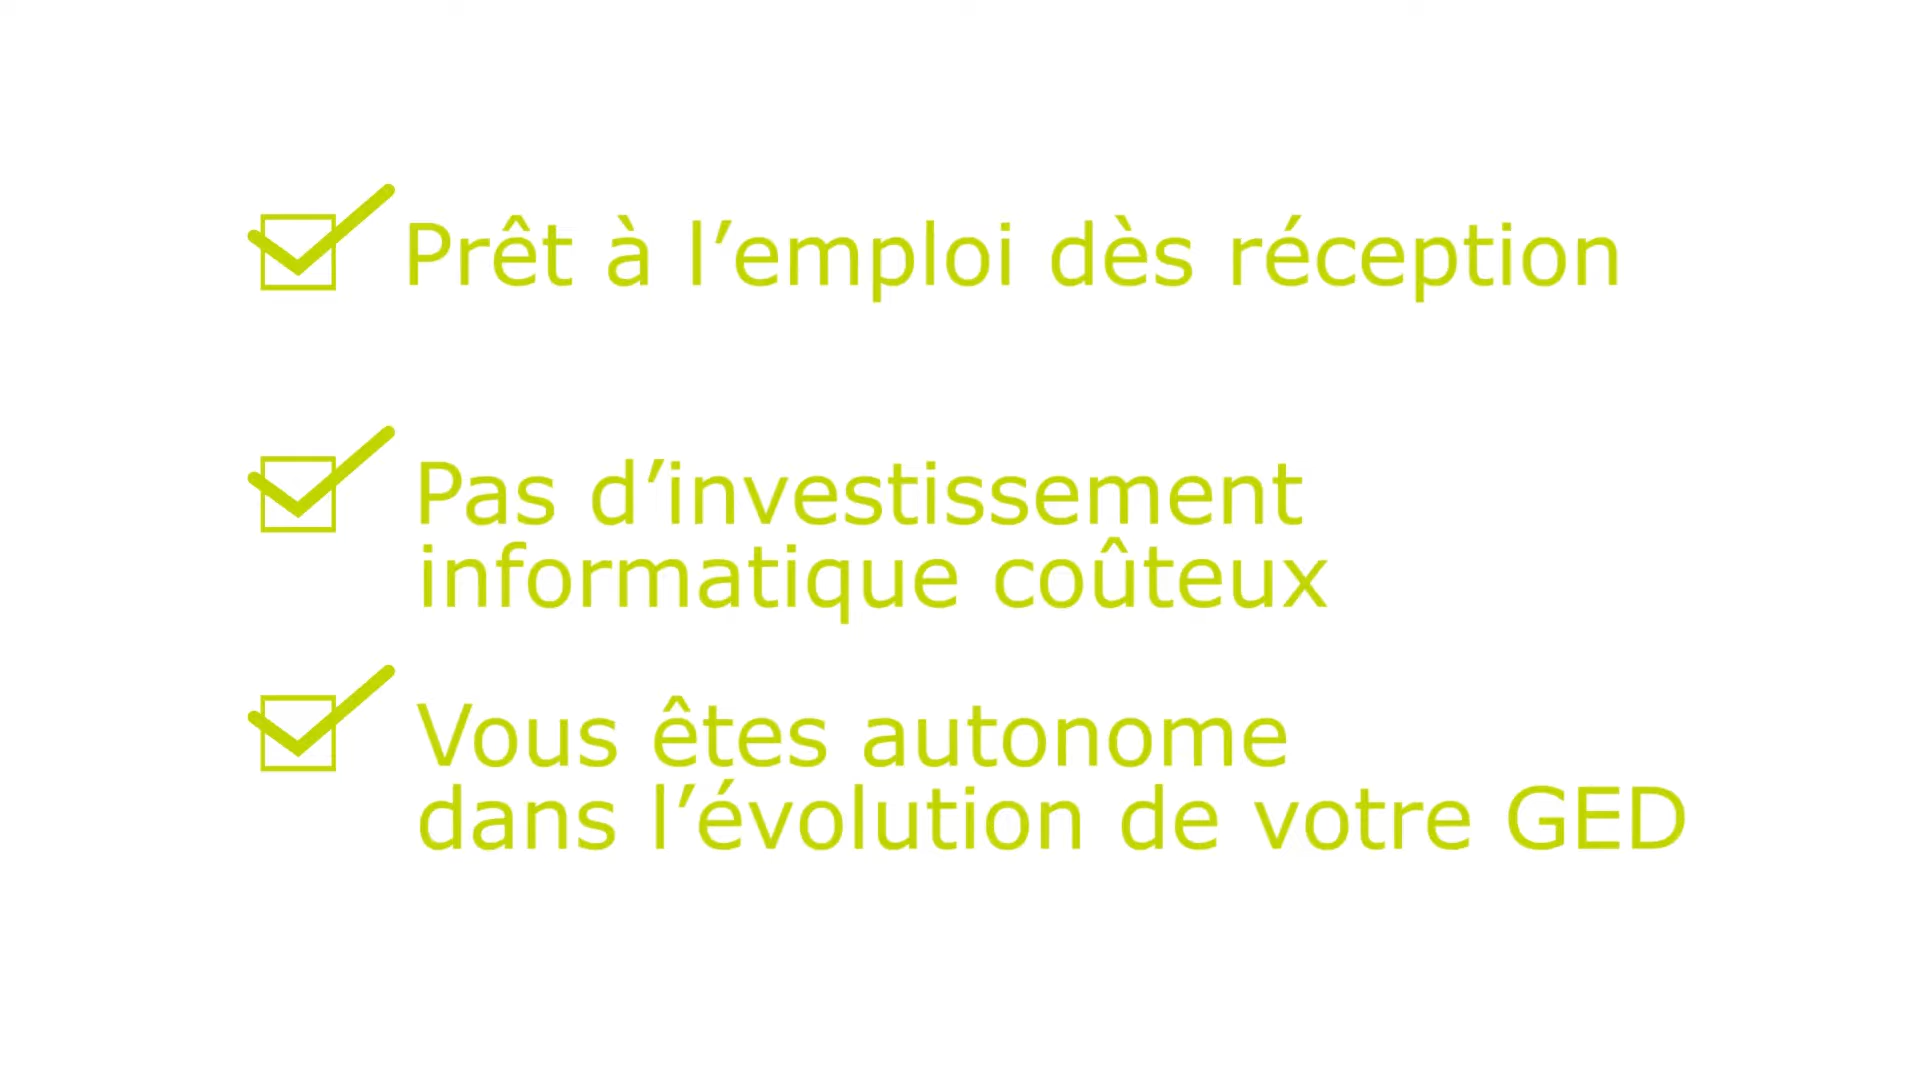 Prêt à l’emploi dès réception
Pas d’investissement
informatique coûteux
Vous êtes autonome
dans l’évolution de votre GED